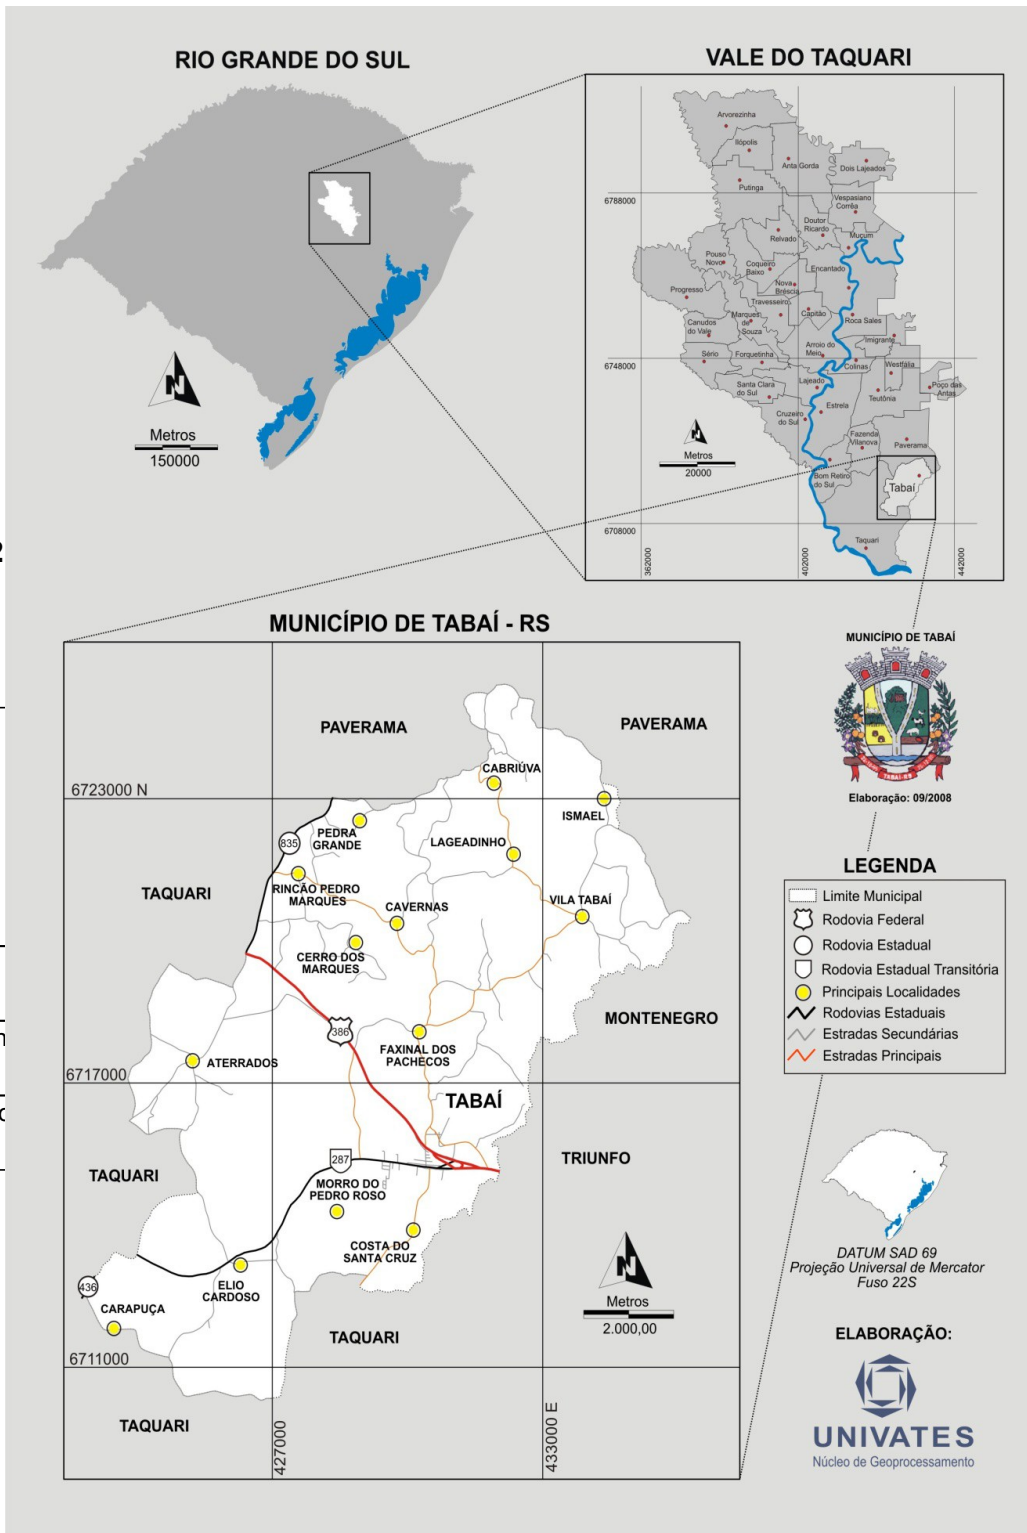 RIO GRANDE DO SUL
Metros
150000
VALE DO TAQUARI
Arvorezinha
Ilópolis
Anta Gorda
Dois Lajeados
Putinga
6788000
Vespasiano
Corrêa
Doutor
Ricardo
Relvado
Muçum
Pouso
Novo
Coqueiro
Baixo
Encantado
Nova
Bréscia
Progresso
Travesseiro
Marques
de
Souza
Capitão
Roca Sales
Canudos
do Vale
Imigrante
Arroio do
Meio
6748000
Sério
Forquetinha
Colinas
Westfália
Santa Clara
do Sul
Lajeado
Teutônia
Poço das
Antas
Cruzeiro
do Sul
Estrela
Fazenda
Vilanova
Paverama
Metros
20000
Bom Retiro
do Sul
Tabaí
6708000
Taquari
362000
402000
442000
MUNICÍPIO DE TABAÍ - RS
PAVERAMA
PAVERAMA
CABRIÚVA
6723000 N
ISMAEL
PEDRA
GRANDE
835
LAGEADINHO
TAQUARI
RINCÃO PEDRO
MARQUES
CAVERNAS
VILA TABAÍ
CERRO DOS
MARQUES
MONTENEGRO
386
FAXINAL DOS
PACHECOS
ATERRADOS
6717000
TABAÍ
287
TRIUNFO
TAQUARI
MORRO DO
PEDRO ROSO
COSTA DO
SANTA CRUZ
436
ELIO
CARDOSO
CARAPUÇA
Metros
2.000,00
TAQUARI
6711000
TAQUARI
427000
433000 E
MUNICÍPIO DE TABAÍ
TABAÍ-RS
Elaboração: 09/2008
LEGENDA
Limite Municipal
Rodovia Federal
Rodovia Estadual
Rodovia Estadual Transitória
Principais Localidades
Rodovias Estaduais
Estradas Secundárias
Estradas Principais
DATUM SAD 69
Projeção Universal de Mercator
Fuso 22S
ELABORAÇÃO:
UNIVATES
Núcleo de Geoprocessamento